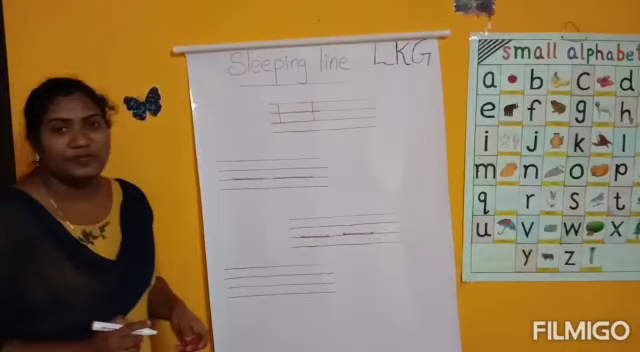 Sleeping line LKG
small alphabet
a b c d
e f g h
i j k l
m n o p
q r s t
u v w x
y z
FILMIGO